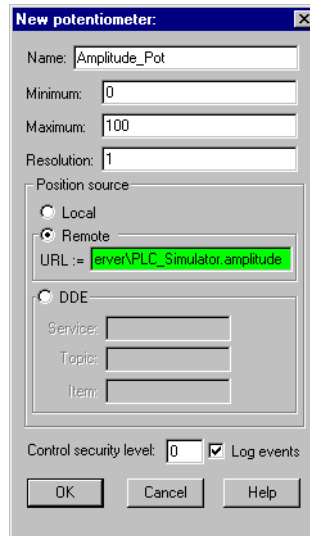 New potentiometer:
Name: Amplitude_Pot
Minimum: 0
Maximum: 100
Resolution: 1
Position source
Local
Remote
URL := erver\PLC_Simulator.amplitude
DDE
Service:
Topic:
Item:
Control security level: 0 Log events
OK Cancel Help